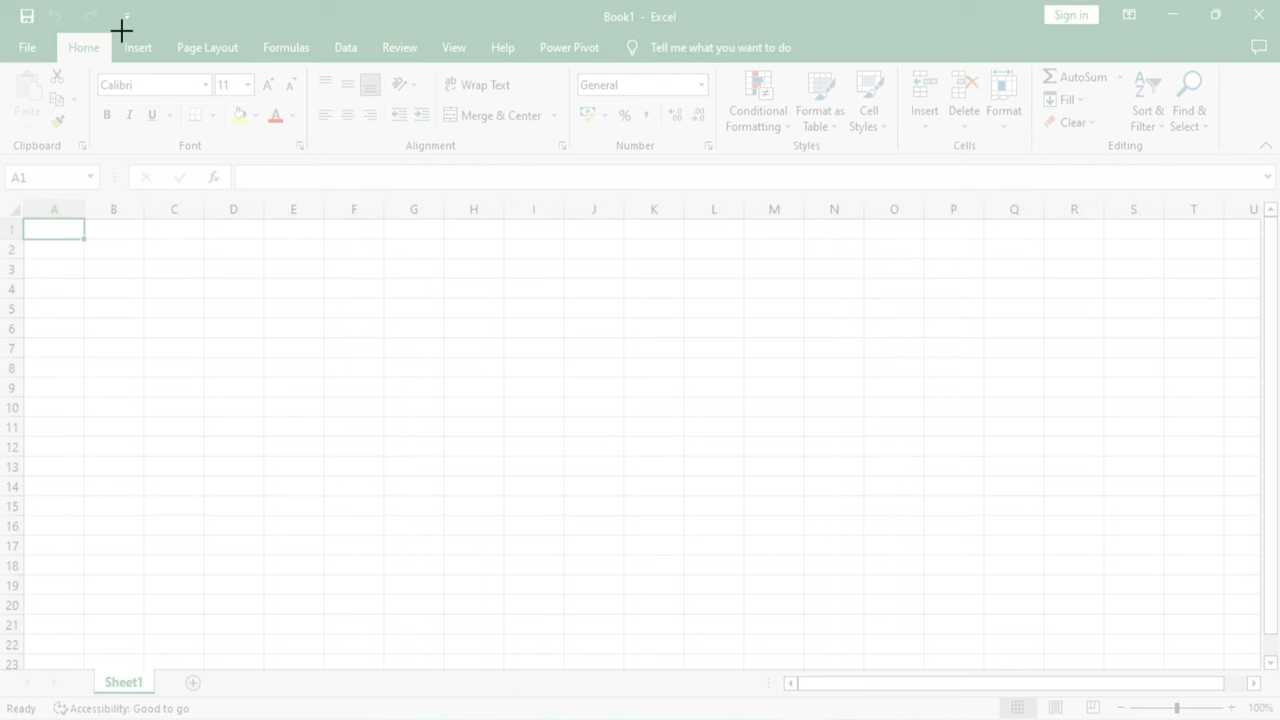 Book1 - Excel
Sign in
File Home Insert Page Layout Formulas Data Review View Help Power Pivot Tell me what you want to do
Paste
Calibri 11
B I U A
Wrap Text
Merge & Center
General
%
Conditional Formatting
Format as Table
Cell Styles
Insert Delete Format
AutoSum
Fill
Clear
Sort & Filter
Find & Select
Clipboard Font Alignment Number Styles Cells Editing
A1 fx
A B C D E F G H I J K L M N O P Q R S T U
1
2
3
4
5
6
7
8
9
10
11
12
13
14
15
16
17
18
19
20
21
22
23
Sheet1
Ready Accessibility: Good to go 100%